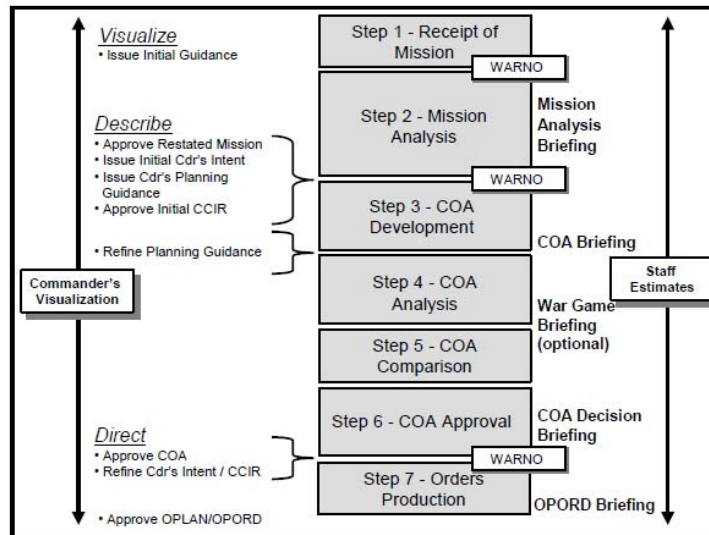 Visualize
• Issue Initial Guidance
Describe
• Approve Restated Mission
• Issue Initial Cdr's Intent
• Issue Cdr's Planning
Guidance
• Approve Initial CCIR
• Refine Planning Guidance
Commander's
Visualization
Direct
• Approve COA
• Refine Cdr's Intent / CCIR
• Approve OPLAN/OPORD
Step 1 - Receipt of
Mission
WARNO
Step 2 - Mission
Analysis
WARNO
Step 3 - COA
Development
Step 4 - COA
Analysis
Step 5 - COA
Comparison
Step 6 - COA Approval
WARNO
Step 7 - Orders
Production
Mission
Analysis
Briefing
COA Briefing
War Game
Briefing
(optional)
COA Decision
Briefing
OPORD Briefing
Staff
Estimates